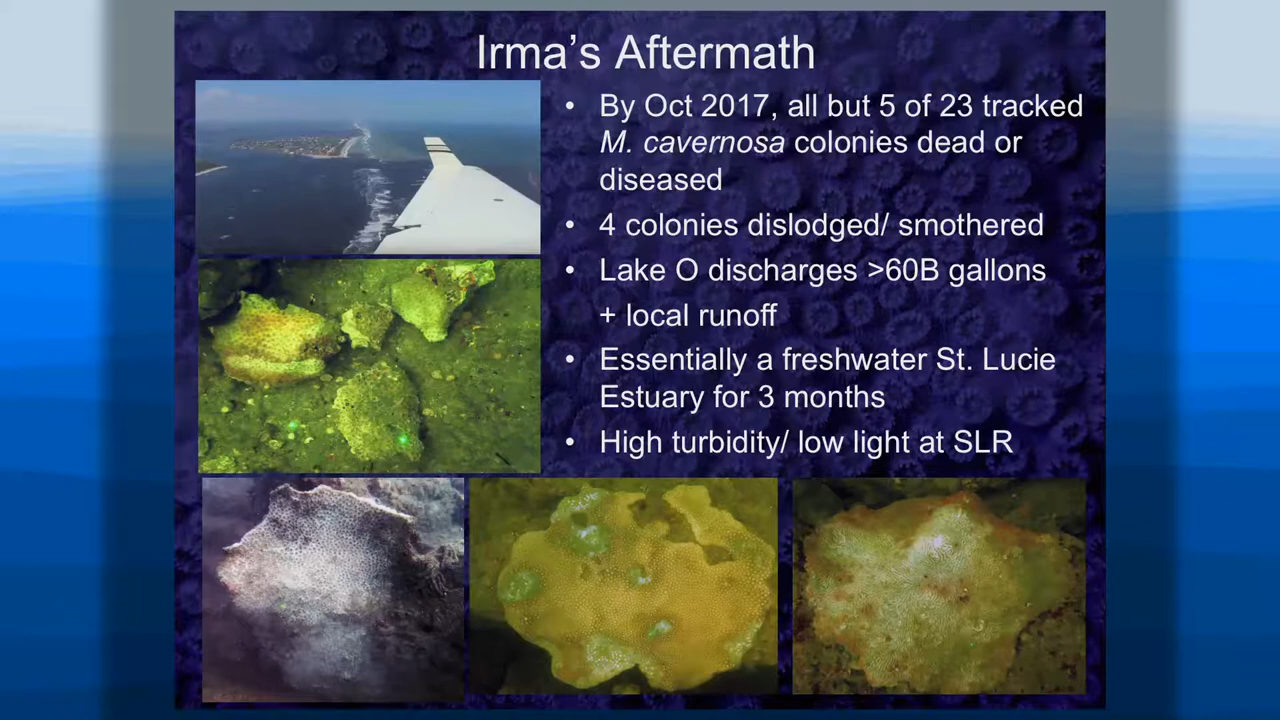 Irma's Aftermath
• By Oct 2017, all but 5 of 23 tracked
M. cavernosa colonies dead or
diseased
• 4 colonies dislodged/ smothered
• Lake O discharges >60B gallons
+ local runoff
• Essentially a freshwater St. Lucie
Estuary for 3 months
• High turbidity/ low light at SLR